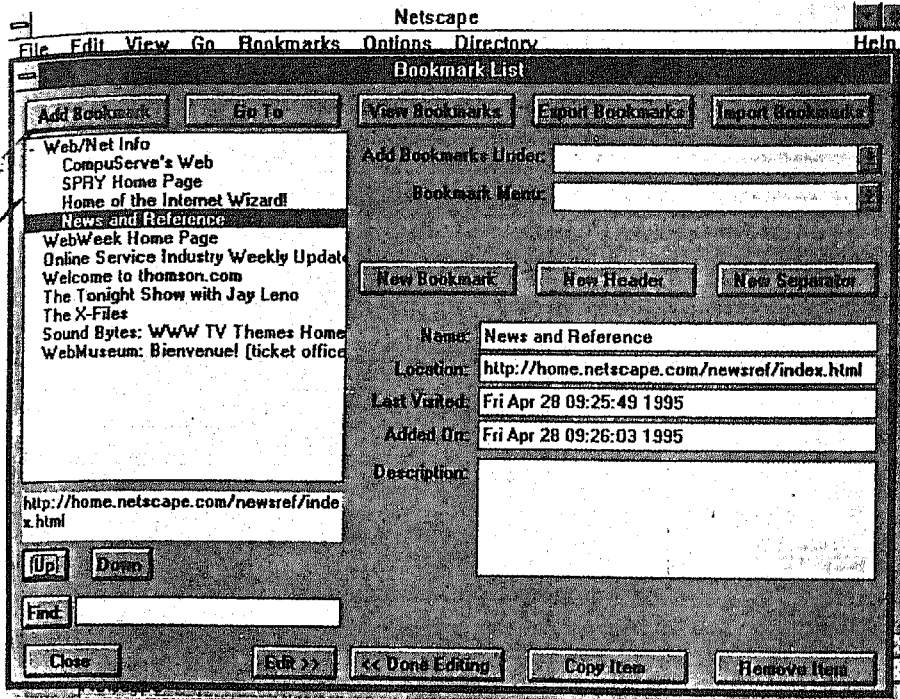 Netscape
File Edit View Go Bookmarks Options Directory Help
Bookmark List
Add Bookmark Go To View Bookmarks Export Bookmarks Import Bookmarks
- Web/Net Info
CompuServe's Web
SPRY Home Page
Home of the Internet Wizard!
News and Reference
WebWeek Home Page
Online Service Industry Weekly Updat
Welcome to thomson.com
The Tonight Show with Jay Leno
The X-Files
Sound Bytes: WWW TV Themes Home
WebMuseum: Bienvenue! (ticket office
http://home.netscape.com/newsref/inde
x.html
[Up] Down
Find:
Close Edit >>
Add Bookmarks Under:
Bookmark Menu:
New Bookmark New Header New Separator
Name: News and Reference
Location: http://home.netscape.com/newsref/index.html
Last Visited: Fri Apr 28 09:25:49 1995
Added On: Fri Apr 28 09:26:03 1995
Description:
<< Done Editing Copy Item Remove Item